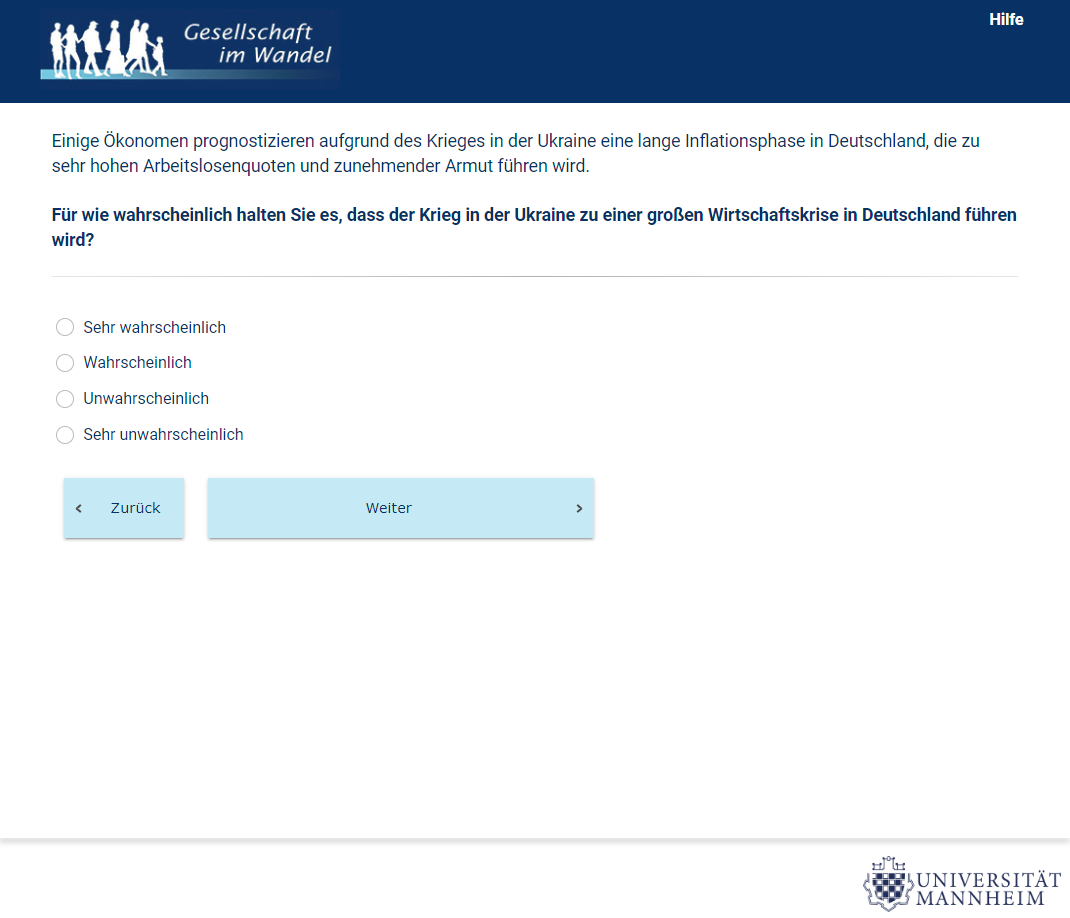 Gesellschaft
im Wandel
Hilfe
Einige Ökonomen prognostizieren aufgrund des Krieges in der Ukraine eine lange Inflationsphase in Deutschland, die zu
sehr hohen Arbeitslosenquoten und zunehmender Armut führen wird.
Für wie wahrscheinlich halten Sie es, dass der Krieg in der Ukraine zu einer großen Wirtschaftskrise in Deutschland führen
wird?
Sehr wahrscheinlich
Wahrscheinlich
Unwahrscheinlich
Sehr unwahrscheinlich
‹ Zurück
Weiter ›
UNIVERSITÄT
MANNHEIM